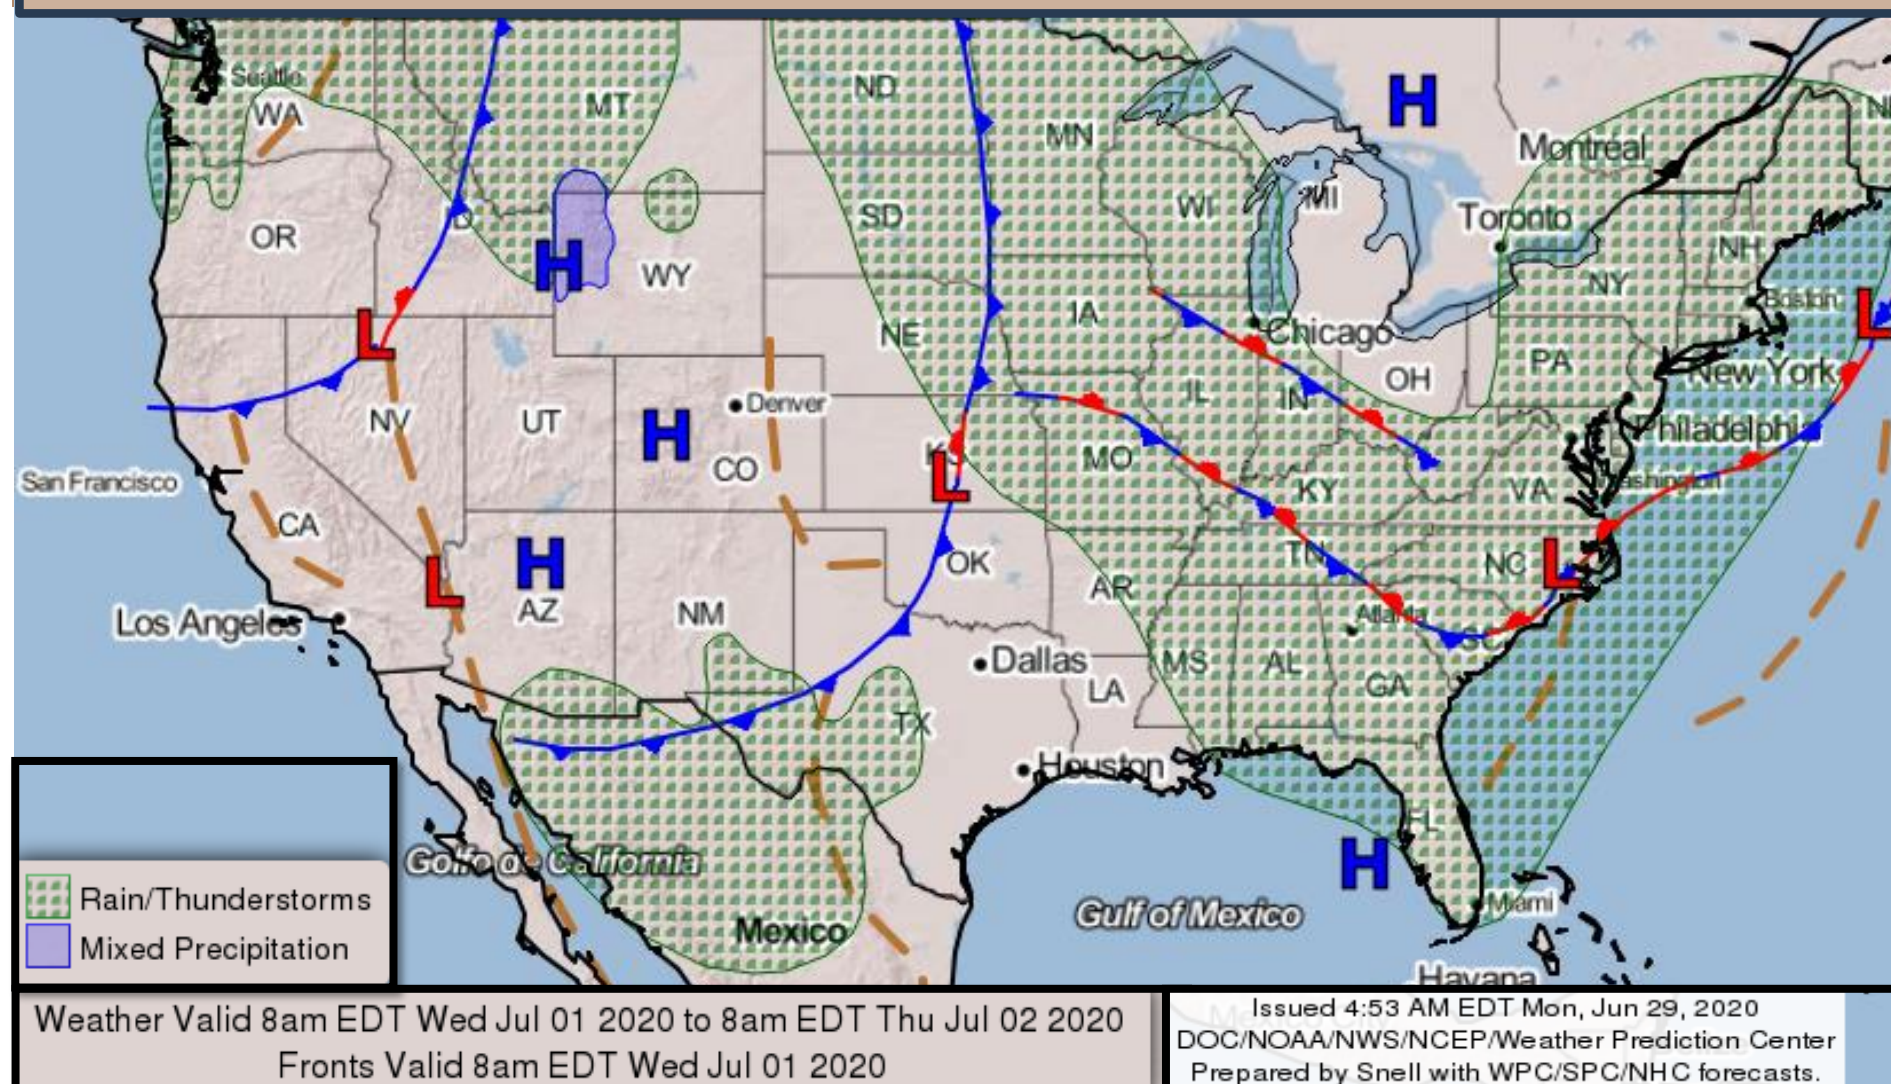 Seattle
WA
MT
ND
MN
Montréal
OR
ID
SD
WI
MI
Toronto
WY
NH
NY
Boston
NE
IA
Chicago
PA
OH
New York
NV
UT
Denver
IL
IN
KS
CO
MO
Philadelphia
San Francisco
KY
VA
Washington
CA
OK
TN
NC
AR
AZ
NM
Los Angeles
Atlanta
SC
Dallas
MS
AL
GA
LA
TX
Houston
FL
Golfo de California
Mexico
Gulf of Mexico
Miami
Havana
H
H
H
H
H
L
L
L
L
L
Rain/Thunderstorms
Mixed Precipitation
Weather Valid 8am EDT Wed Jul 01 2020 to 8am EDT Thu Jul 02 2020
Fronts Valid 8am EDT Wed Jul 01 2020
Issued 4:53 AM EDT Mon, Jun 29, 2020
DOC/NOAA/NWS/NCEP/Weather Prediction Center
Prepared by Snell with WPC/SPC/NHC forecasts.